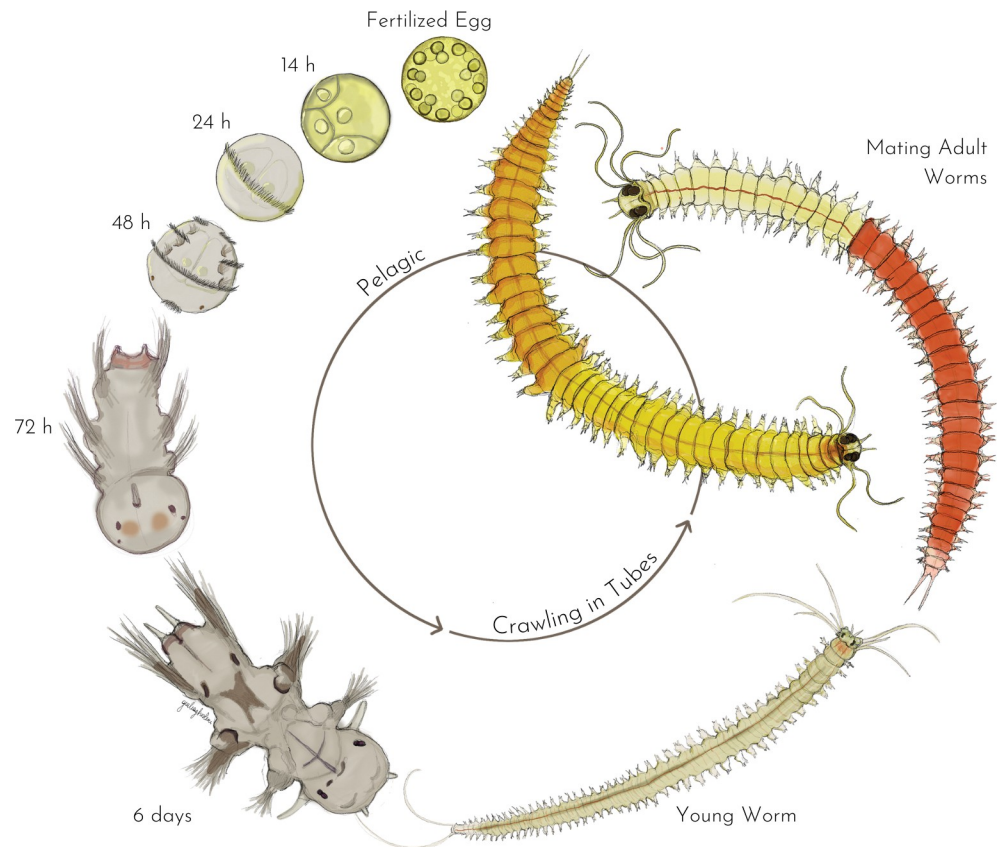 Fertilized Egg
14 h
24 h
48 h
72 h
6 days
Young Worm
Mating Adult
Worms
Pelagic
Crawling in Tubes